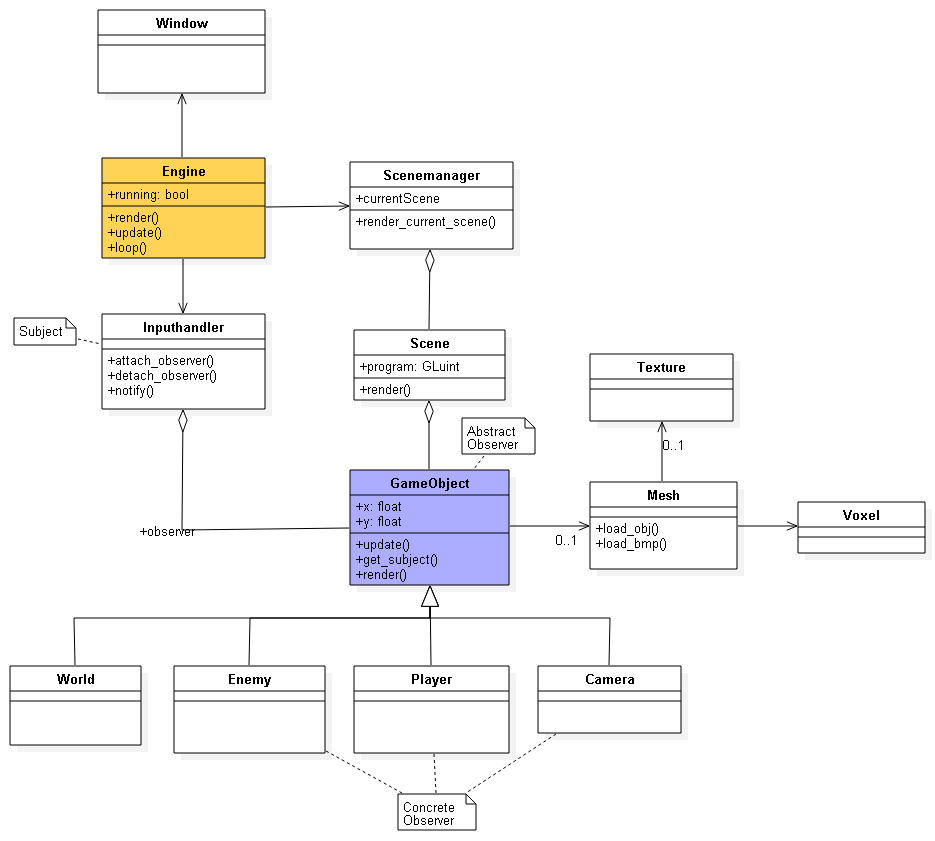 Window
Engine
+running: bool
+render()
+update()
+loop()
Scenemanager
+currentScene
+render_current_scene()
Subject
Inputhandler
+attach_observer()
+detach_observer()
+notify()
Scene
+program: GLuint
+render()
Texture
0..1
Abstract
Observer
GameObject
+x: float
+y: float
+update()
+get_subject()
+render()
+observer
0..1
Mesh
+load_obj()
+load_bmp()
Voxel
World
Enemy
Player
Camera
Concrete
Observer